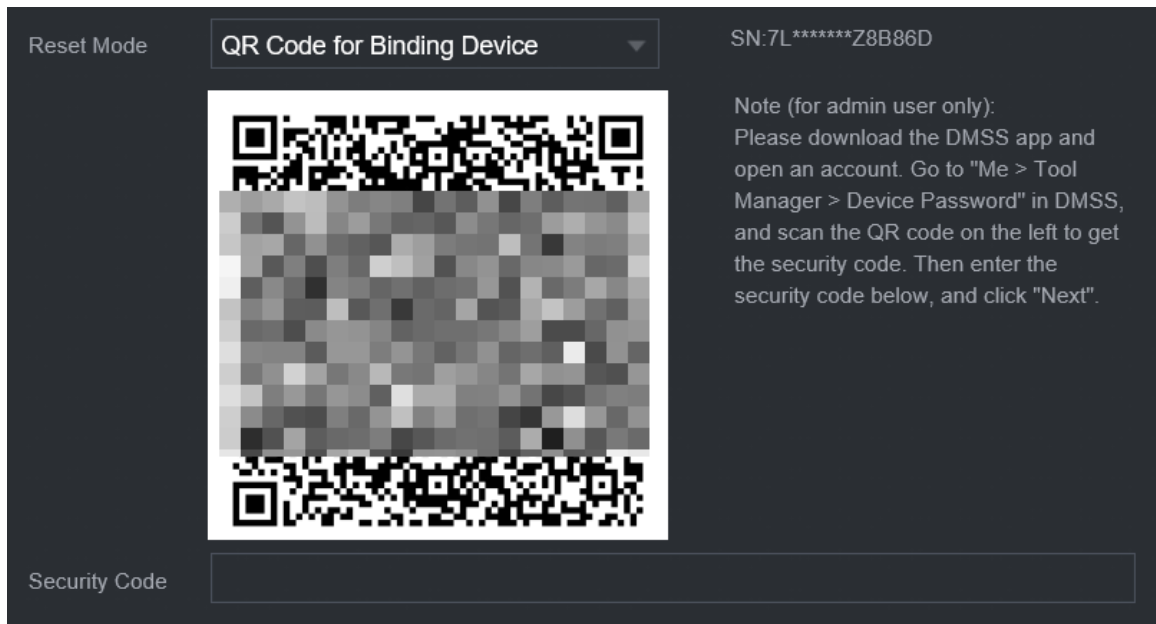 Reset Mode
QR Code for Binding Device
SN:7L*******Z8B86D
Note (for admin user only):
Please download the DMSS app and
open an account. Go to "Me > Tool
Manager > Device Password" in DMSS,
and scan the QR code on the left to get
the security code. Then enter the
security code below, and click "Next".
Security Code